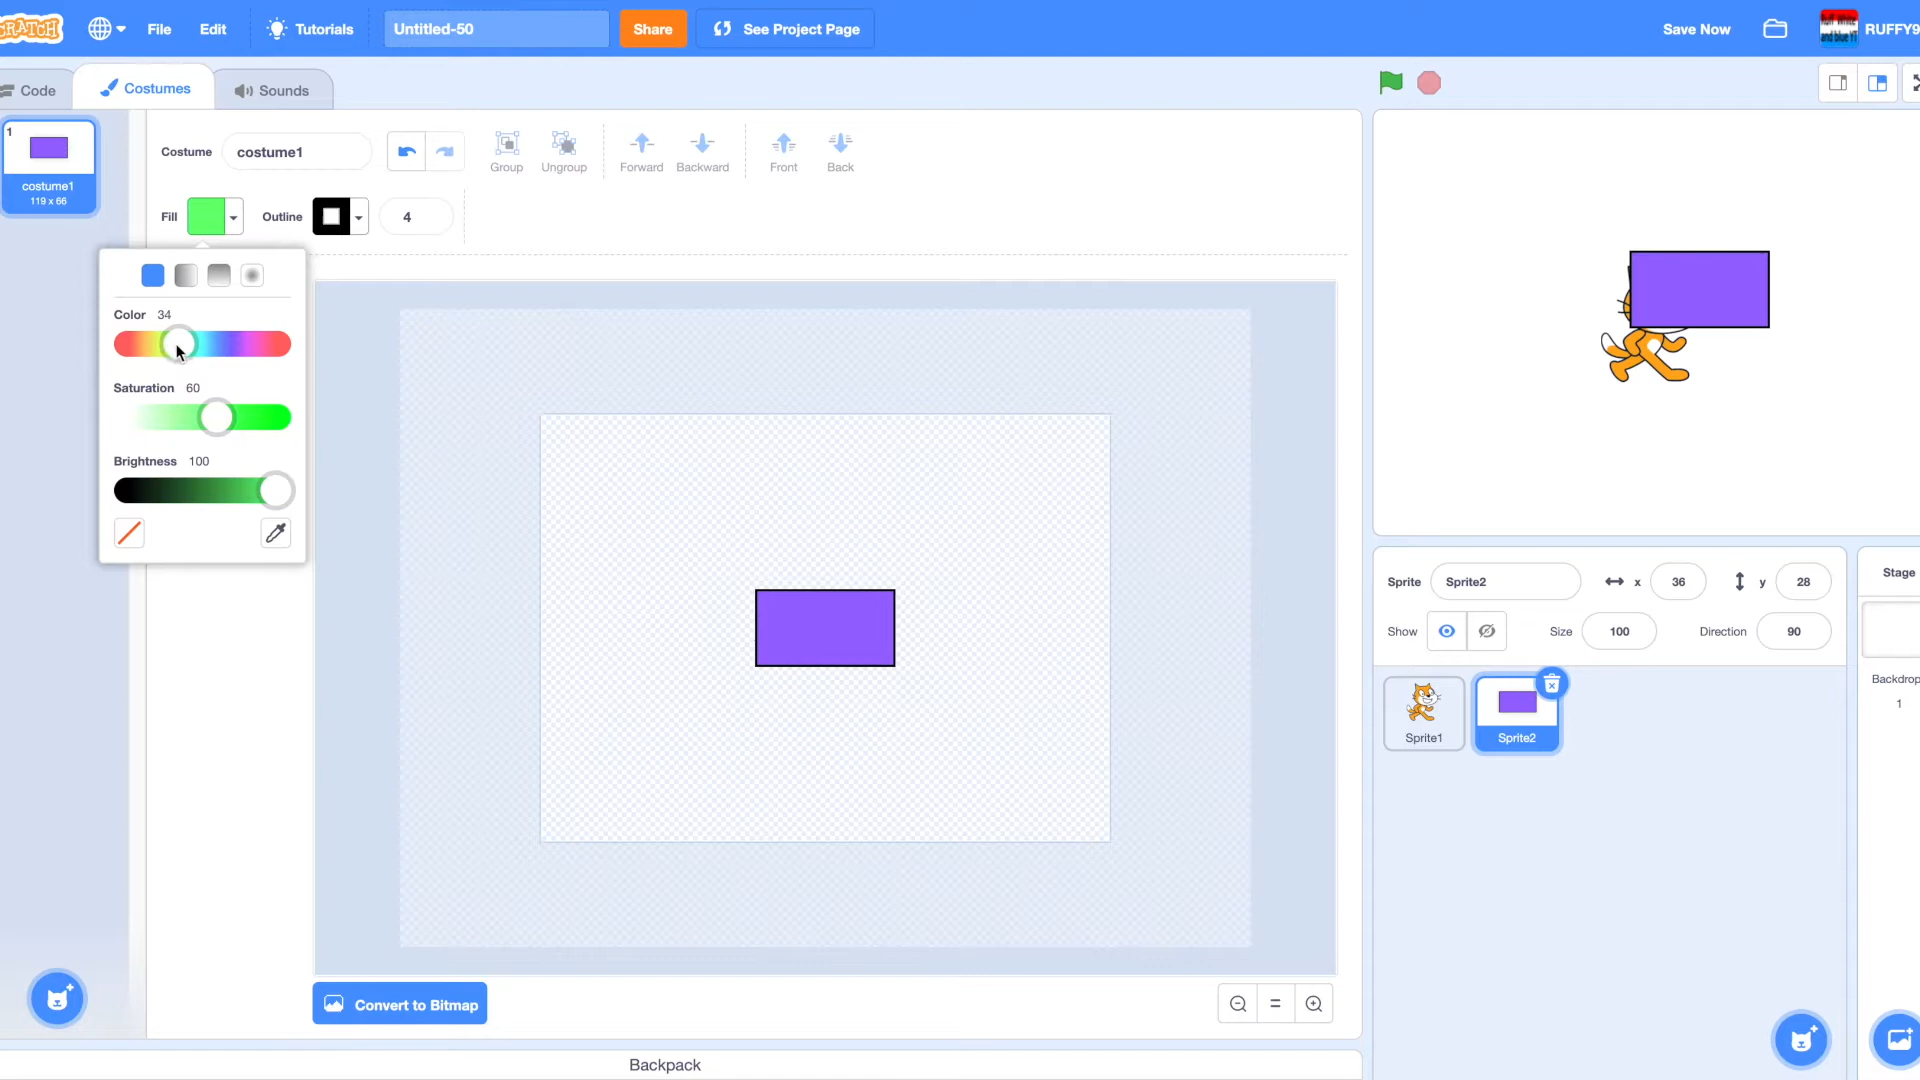 File
Edit
Tutorials
Untitled-50
Share
See Project Page
Save Now
RUFFY9
Code
Costumes
Sounds
1
costume1
119 x 66
Costume
costume1
Group
Ungroup
Forward
Backward
Front
Back
Fill
Outline
4
Color 34
Saturation 60
Brightness 100
Convert to Bitmap
Backpack
Sprite
Sprite2
x
36
y
28
Show
Size
100
Direction
90
Sprite1
Sprite2
Stage
Backdrop
1